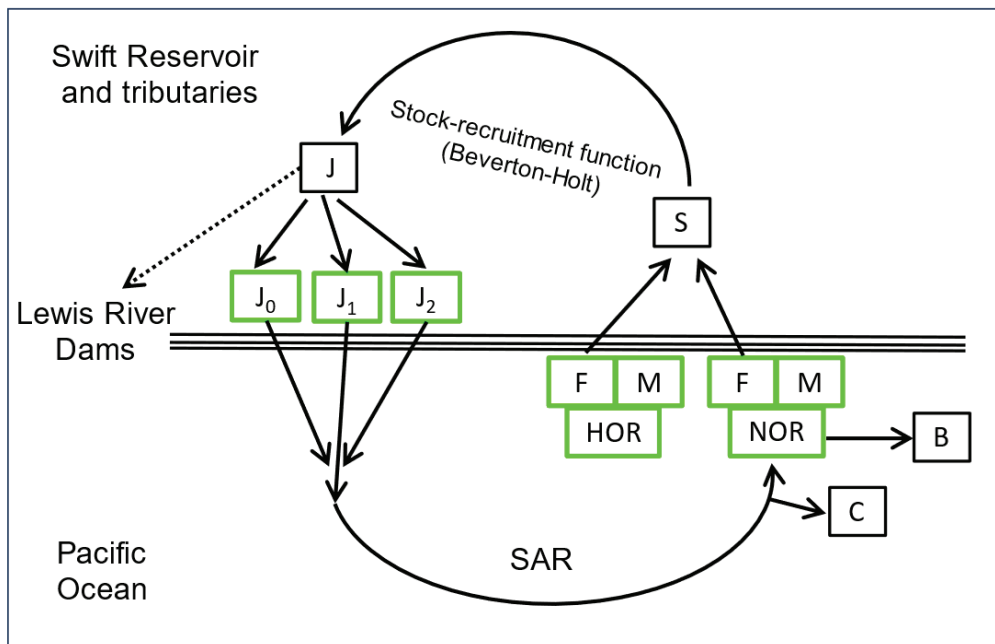 Swift Reservoir
and tributaries
Stock-recruitment function
(Beverton-Holt)
J
S
J0
J1
J2
Lewis River
Dams
F
M
F
M
HOR
NOR
B
C
SAR
Pacific
Ocean